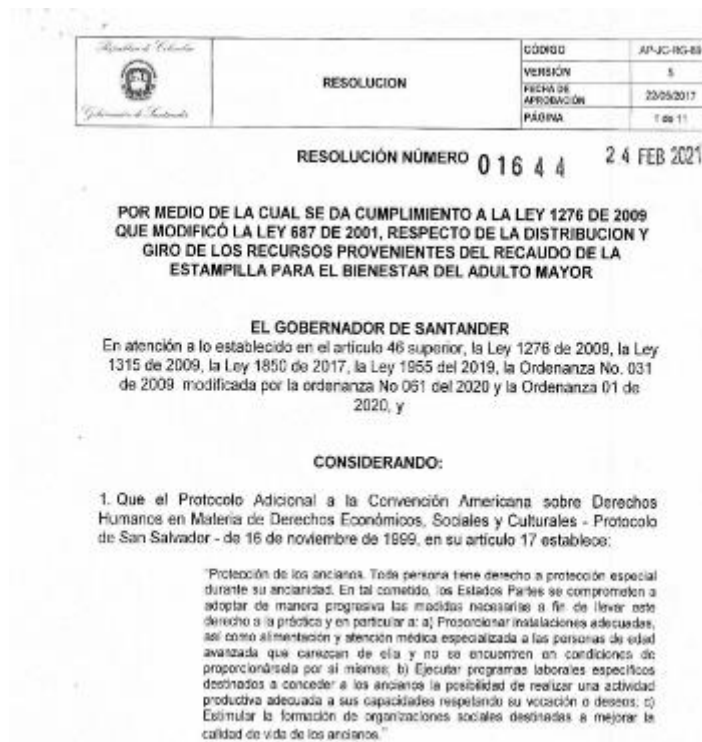 República de Colombia
Gobernación de Santander
RESOLUCION
CÓDIGO AP-JC-RG-69
VERSIÓN 5
FECHA DE APROBACIÓN 22/05/2017
PÁGINA 1 de 11
RESOLUCIÓN NÚMERO 01644 24 FEB 2021
POR MEDIO DE LA CUAL SE DA CUMPLIMIENTO A LA LEY 1276 DE 2009
QUE MODIFICÓ LA LEY 687 DE 2001, RESPECTO DE LA DISTRIBUCION Y
GIRO DE LOS RECURSOS PROVENIENTES DEL RECAUDO DE LA
ESTAMPILLA PARA EL BIENESTAR DEL ADULTO MAYOR
EL GOBERNADOR DE SANTANDER
En atención a lo establecido en el artículo 46 superior, la Ley 1276 de 2009, la Ley
1315 de 2009, la Ley 1850 de 2017, la Ley 1955 del 2019, la Ordenanza No. 031
de 2009 modificada por la ordenanza No 061 del 2020 y la Ordenanza 01 de
2020, y
CONSIDERANDO:
1. Que el Protocolo Adicional a la Convención Americana sobre Derechos
Humanos en Materia de Derechos Económicos, Sociales y Culturales - Protocolo
de San Salvador - de 16 de noviembre de 1999, en su artículo 17 establece:
"Protección de los ancianos. Toda persona tiene derecho a protección especial
durante su ancianidad. En tal cometido, los Estados Partes se comprometen a
adoptar de manera progresiva las medidas necesarias a fin de llevar este
derecho a la práctica y en particular a: a) Proporcionar instalaciones adecuadas,
así como alimentación y atención médica especializada a las personas de edad
avanzada que carezcan de ella y no se encuentren en condiciones de
proporcionársela por sí mismas; b) Ejecutar programas laborales específicos
destinados a conceder a los ancianos la posibilidad de realizar una actividad
productiva adecuada a sus capacidades respetando su vocación o deseos; c)
Estimular la formación de organizaciones sociales destinadas a mejorar la
calidad de vida de los ancianos."